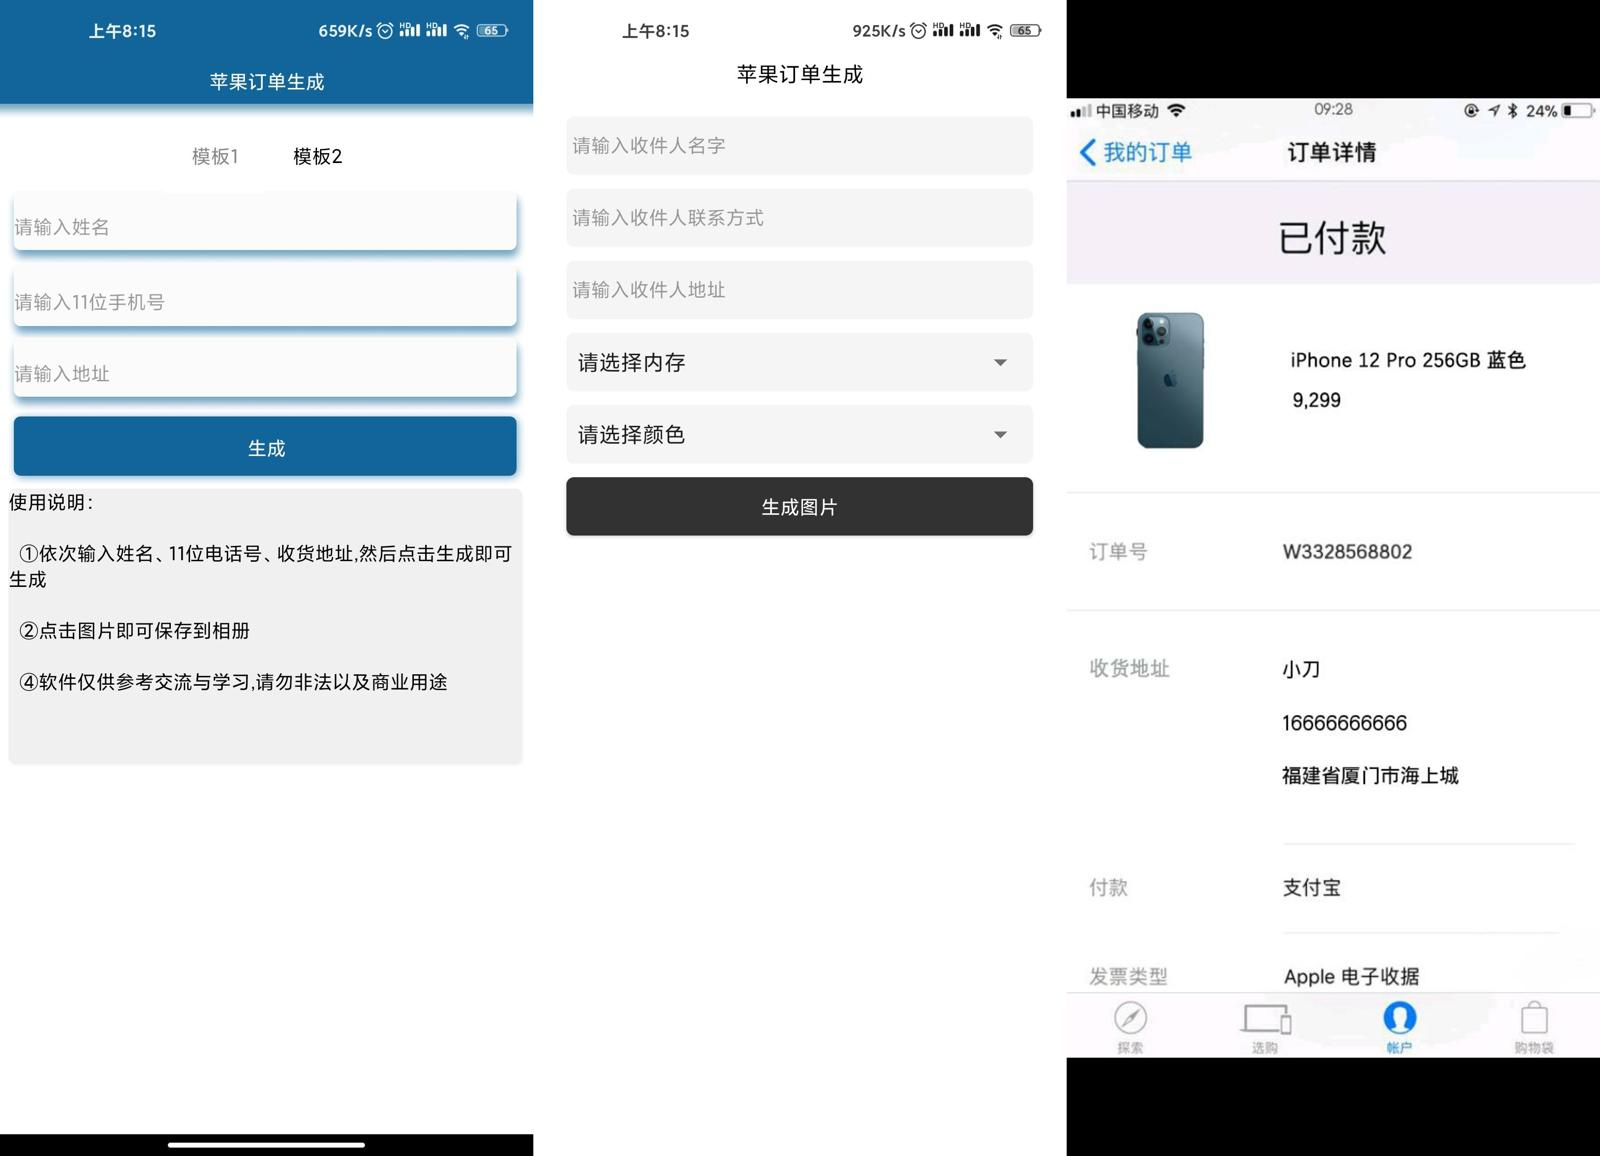 上午8:15
659K/s
HD
HD
65
苹果订单生成
模板1
模板2
请输入姓名
请输入11位手机号
请输入地址
生成
使用说明：
①依次输入姓名、11位电话号、收货地址,然后点击生成即可
生成
②点击图片即可保存到相册
④软件仅供参考交流与学习,请勿非法以及商业用途
上午8:15
925K/s
HD
HD
65
苹果订单生成
请输入收件人名字
请输入收件人联系方式
请输入收件人地址
请选择内存
请选择颜色
生成图片
中国移动
09:28
24%
我的订单
订单详情
已付款
iPhone 12 Pro 256GB 蓝色
9,299
订单号
W3328568802
收货地址
小刀
16666666666
福建省厦门市海上城
付款
支付宝
发票类型
Apple 电子收据
探索
选购
帐户
购物袋